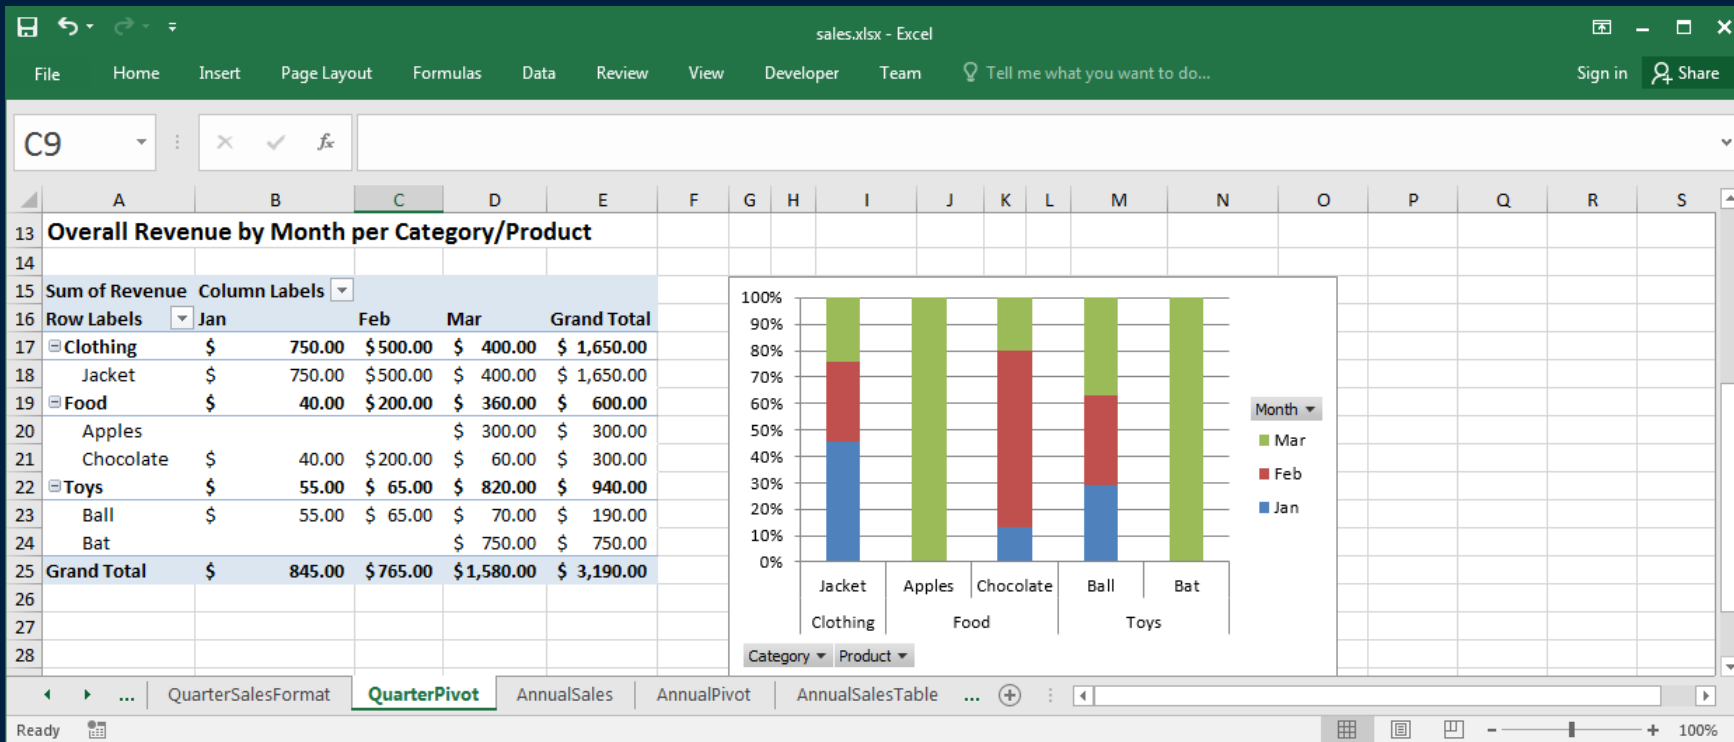 sales.xlsx - Excel
File Home Insert Page Layout Formulas Data Review View Developer Team Tell me what you want to do... Sign in Share
C9 fx
A B C D E F G H I J K L M N O P Q R S
13 Overall Revenue by Month per Category/Product
14
15 Sum of Revenue Column Labels
16 Row Labels Jan Feb Mar Grand Total
17 Clothing $ 750.00 $500.00 $ 400.00 $ 1,650.00
18 Jacket $ 750.00 $500.00 $ 400.00 $ 1,650.00
19 Food $ 40.00 $200.00 $ 360.00 $ 600.00
20 Apples $ 300.00 $ 300.00
21 Chocolate $ 40.00 $200.00 $ 60.00 $ 300.00
22 Toys $ 55.00 $ 65.00 $ 820.00 $ 940.00
23 Ball $ 55.00 $ 65.00 $ 70.00 $ 190.00
24 Bat $ 750.00 $ 750.00
25 Grand Total $ 845.00 $765.00 $1,580.00 $ 3,190.00
26
27
28
100%
90%
80%
70%
60%
50%
40%
30%
20%
10%
0%
Jacket Apples Chocolate Ball Bat
Clothing Food Toys
Category Product
Month
Mar
Feb
Jan
... QuarterSalesFormat QuarterPivot AnnualSales AnnualPivot AnnualSalesTable ...
Ready 100%